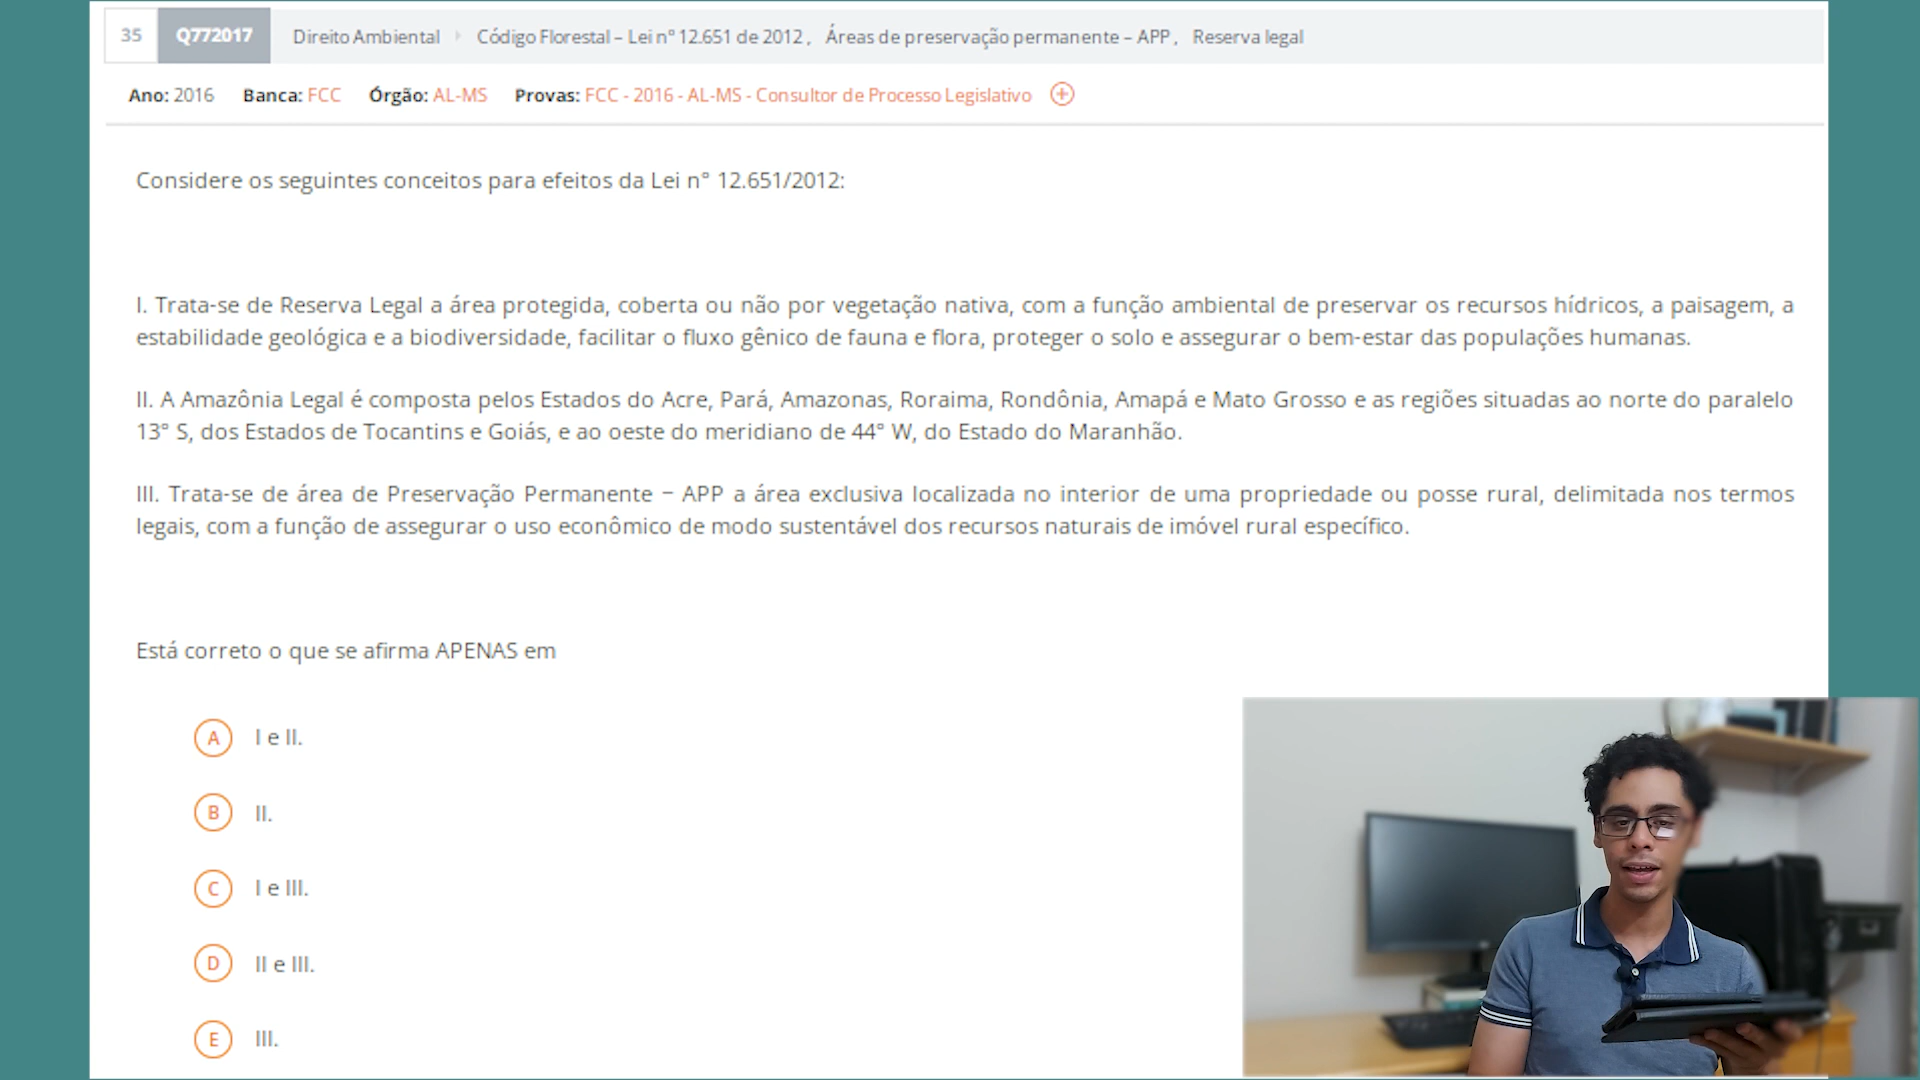 35 Q772017 Direito Ambiental Código Florestal – Lei nº 12.651 de 2012 , Áreas de preservação permanente – APP , Reserva legal
Ano: 2016 Banca: FCC Órgão: AL-MS Provas: FCC - 2016 - AL-MS - Consultor de Processo Legislativo
Considere os seguintes conceitos para efeitos da Lei n° 12.651/2012:
I. Trata-se de Reserva Legal a área protegida, coberta ou não por vegetação nativa, com a função ambiental de preservar os recursos hídricos, a paisagem, a
estabilidade geológica e a biodiversidade, facilitar o fluxo gênico de fauna e flora, proteger o solo e assegurar o bem-estar das populações humanas.
II. A Amazônia Legal é composta pelos Estados do Acre, Pará, Amazonas, Roraima, Rondônia, Amapá e Mato Grosso e as regiões situadas ao norte do paralelo
13° S, dos Estados de Tocantins e Goiás, e ao oeste do meridiano de 44° W, do Estado do Maranhão.
III. Trata-se de área de Preservação Permanente − APP a área exclusiva localizada no interior de uma propriedade ou posse rural, delimitada nos termos
legais, com a função de assegurar o uso econômico de modo sustentável dos recursos naturais de imóvel rural específico.
Está correto o que se afirma APENAS em
A I e II.
B II.
C I e III.
D II e III.
E III.